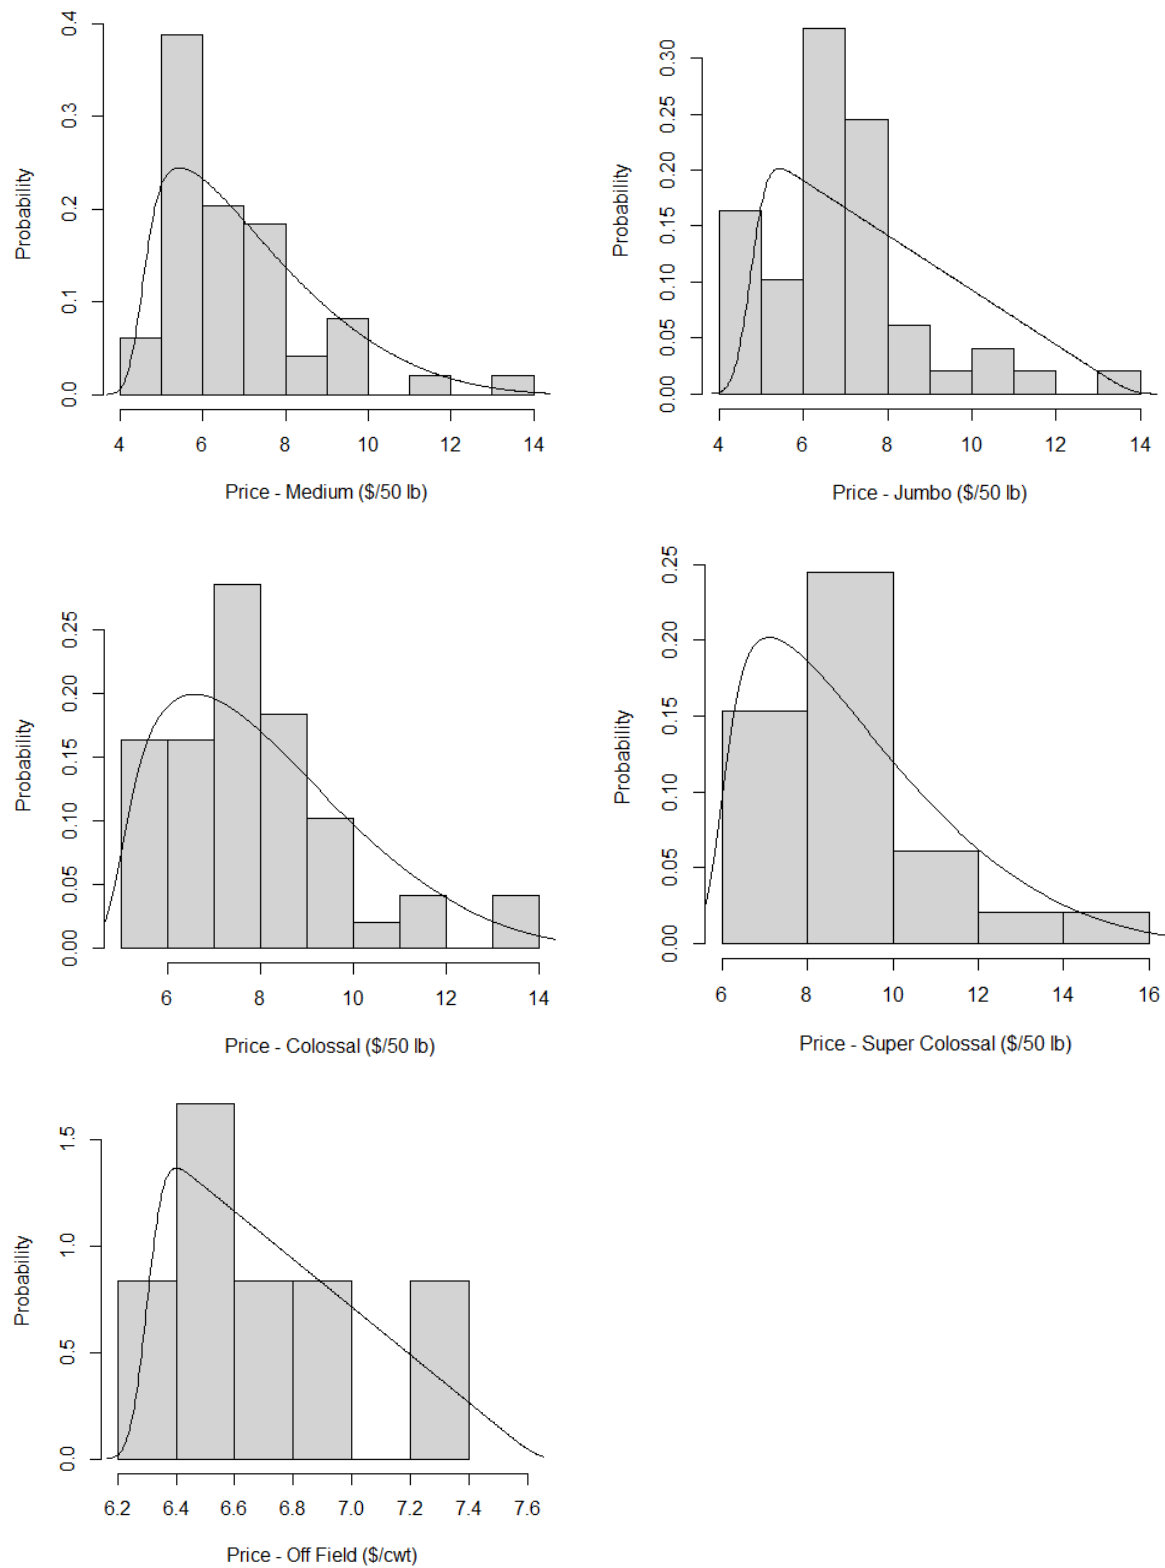 0.4
0.3
0.2
0.1
0.0
Probability
4 6 8 10 12 14
Price - Medium ($/50 lb)
0.30
0.25
0.20
0.15
0.10
0.05
0.00
Probability
4 6 8 10 12 14
Price - Jumbo ($/50 lb)
0.25
0.20
0.15
0.10
0.05
0.00
Probability
6 8 10 12 14
Price - Colossal ($/50 lb)
0.25
0.20
0.15
0.10
0.05
0.00
Probability
6 8 10 12 14 16
Price - Super Colossal ($/50 lb)
1.5
1.0
0.5
0.0
Probability
6.2 6.4 6.6 6.8 7.0 7.2 7.4 7.6
Price - Off Field ($/cwt)